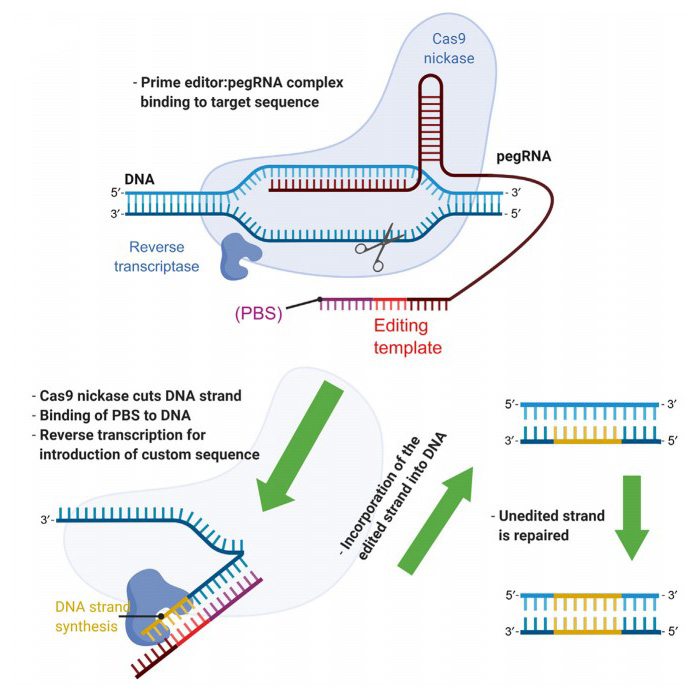 Cas9
nickase
- Prime editor:pegRNA complex
binding to target sequence
pegRNA
DNA
5′- - 3′
3′- - 5′
Reverse
transcriptase
(PBS)
Editing
template
- Cas9 nickase cuts DNA strand
- Binding of PBS to DNA
- Reverse transcription for
introduction of custom sequence
3′-
DNA strand
synthesis
- Incorporation of the
edited strand into DNA
5′- - 3′
3′- - 5′
- Unedited strand
is repaired
5′- - 3′
3′- - 5′